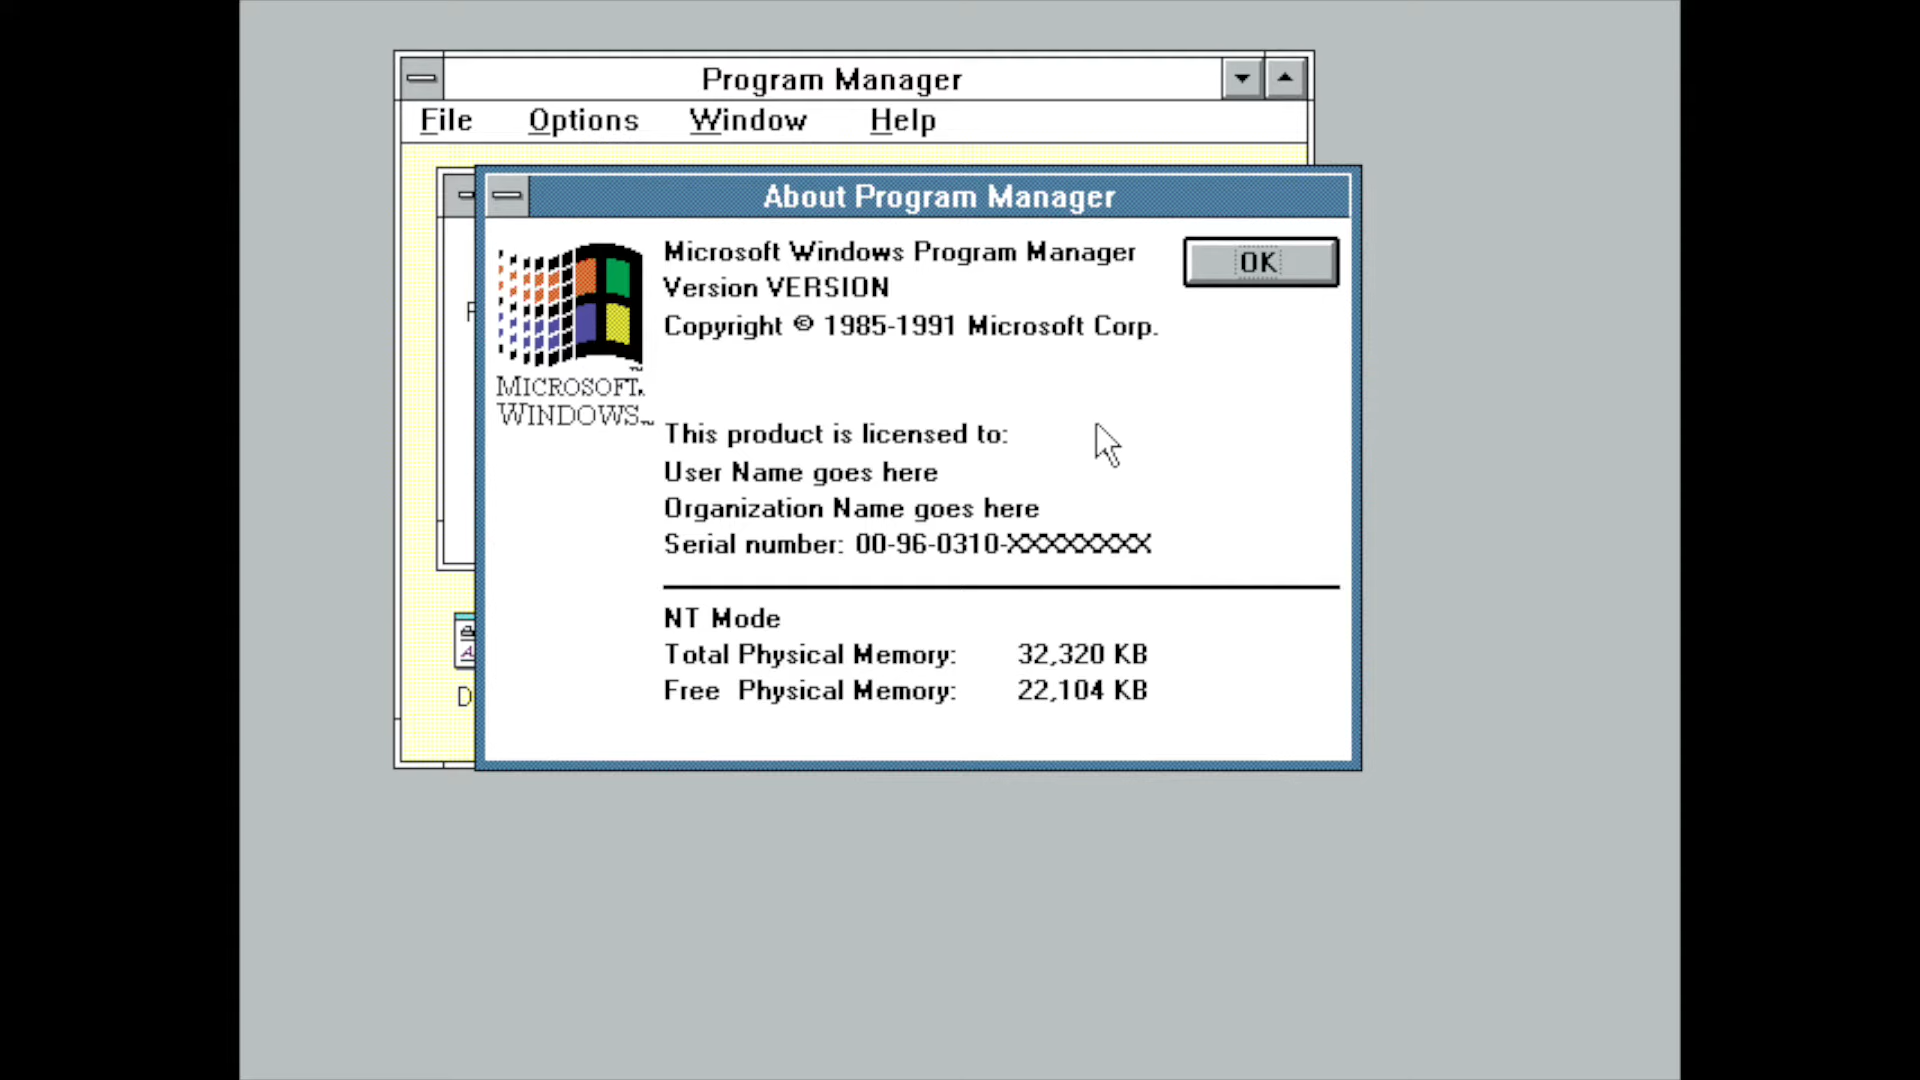 Program Manager
File Options Window Help
About Program Manager
Microsoft Windows Program Manager
Version VERSION
Copyright © 1985-1991 Microsoft Corp.
OK
MICROSOFT®
WINDOWS™
This product is licensed to:
User Name goes here
Organization Name goes here
Serial number: 00-96-0310-XXXXXXXX
NT Mode
Total Physical Memory: 32,320 KB
Free Physical Memory: 22,104 KB